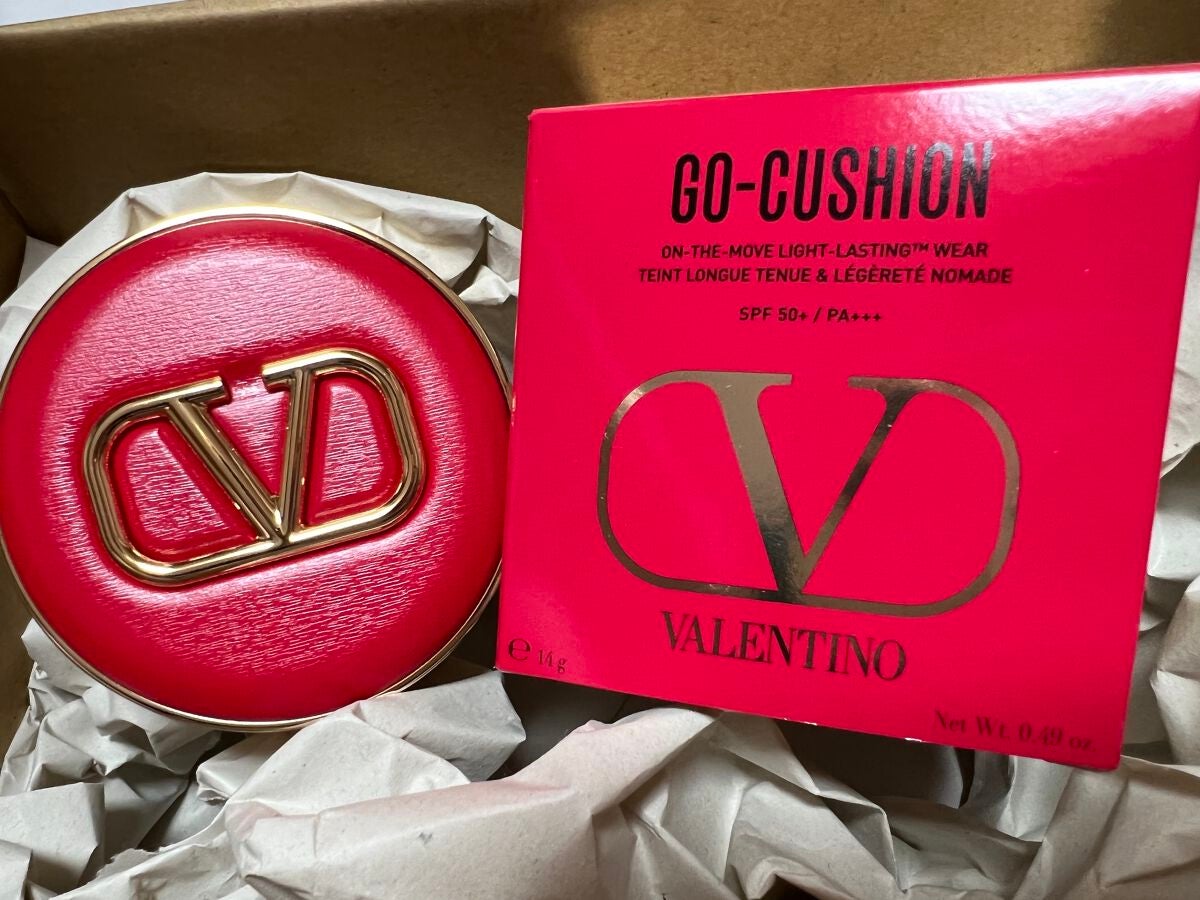 GO-CUSHION
ON-THE-MOVE LIGHT-LASTING™ WEAR
TEINT LONGUE TENUE & LÉGÈRETÉ NOMADE
SPF 50+ / PA+++
VALENTINO
℮ 14g
Net Wt. 0.49 oz